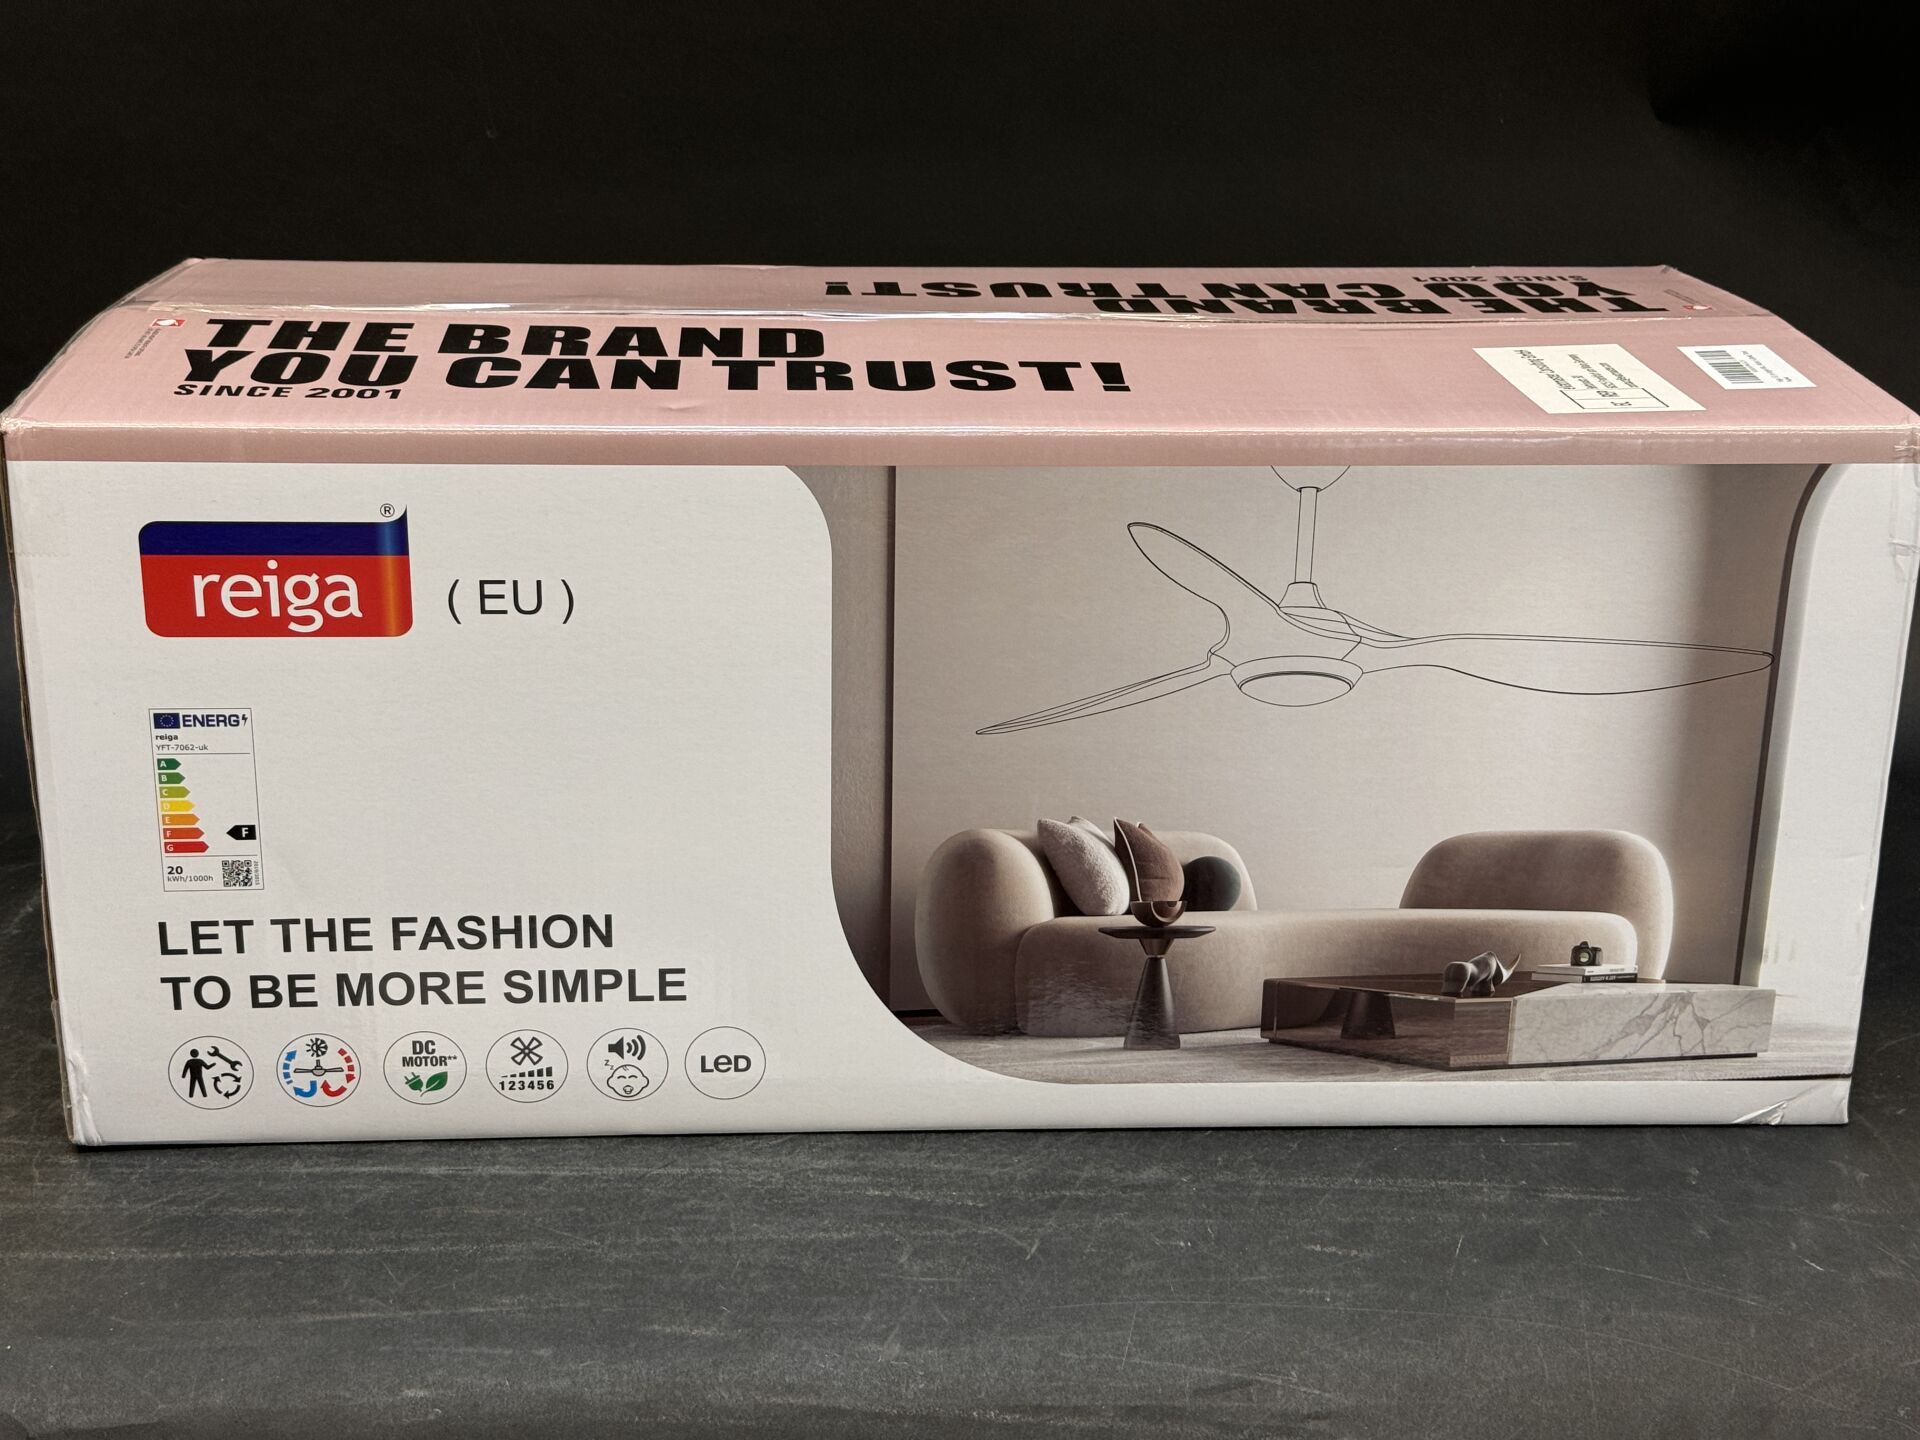 THE BRAND
YOU CAN TRUST!
SINCE 2001
THE BRAND
YOU CAN TRUST!
SINCE 2001
®
reiga
( EU )
ENERG
reiga
YFT-7062-uk
A
B
C
D
E
F
G
F
20
kWh/1000h
LET THE FASHION
TO BE MORE SIMPLE
DC
MOTOR**
123456
z z
LeD